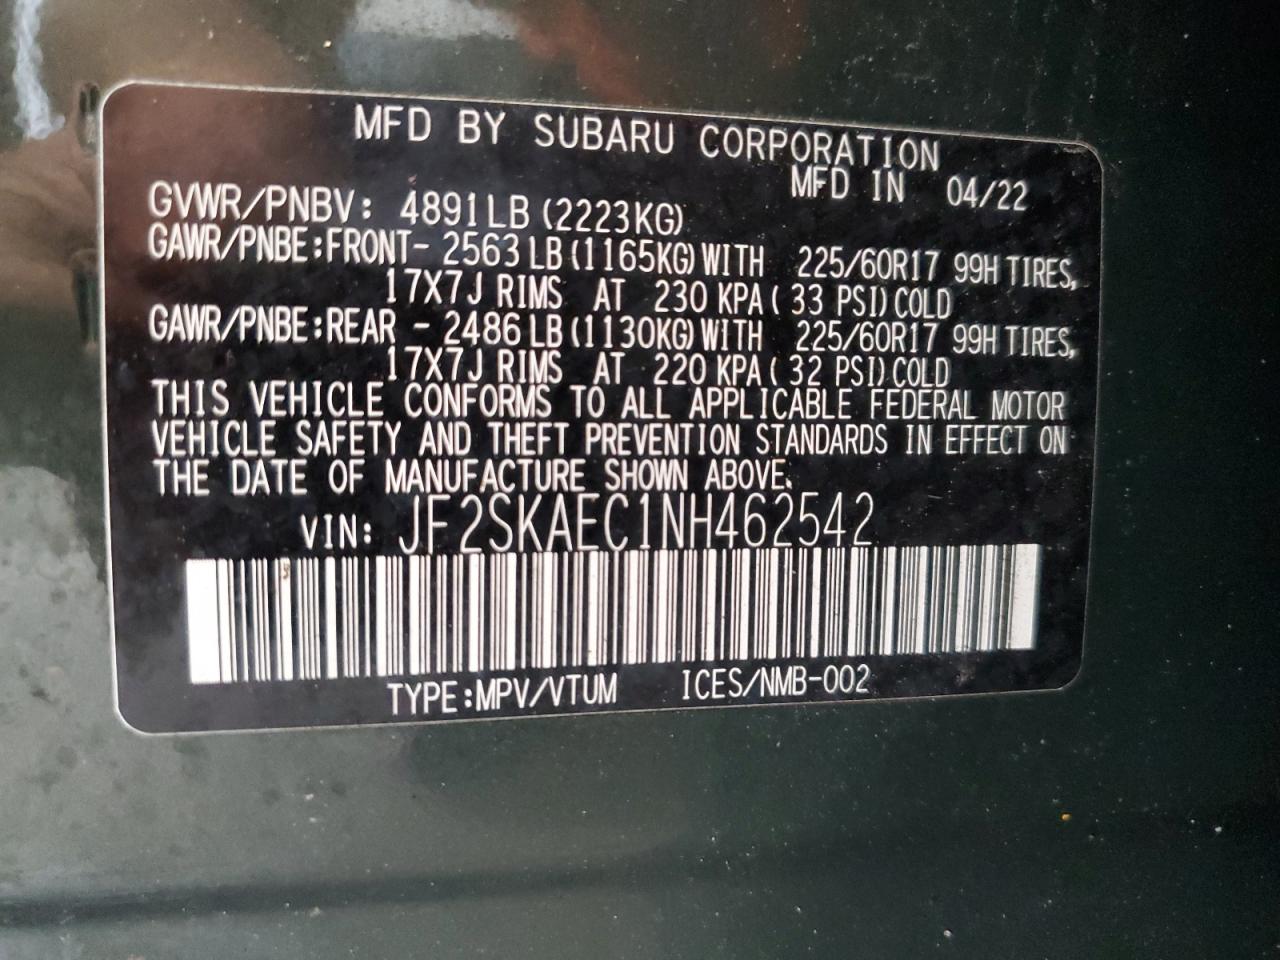 MFD BY SUBARU CORPORATION
MFD IN 04/22
GVWR/PNBV: 4891LB (2223KG)
GAWR/PNBE:FRONT- 2563LB(1165KG)WITH 225/60R17 99H TIRES,
17X7J RIMS AT 230 KPA( 33 PSI)COLD
GAWR/PNBE:REAR - 2486LB(1130KG)WITH 225/60R17 99H TIRES,
17X7J RIMS AT 220 KPA( 32 PSI)COLD
THIS VEHICLE CONFORMS TO ALL APPLICABLE FEDERAL MOTOR
VEHICLE SAFETY AND THEFT PREVENTION STANDARDS IN EFFECT ON
THE DATE OF MANUFACTURE SHOWN ABOVE.
VIN: JF2SKAEC1NH462542
TYPE:MPV/VTUM ICES/NMB-002